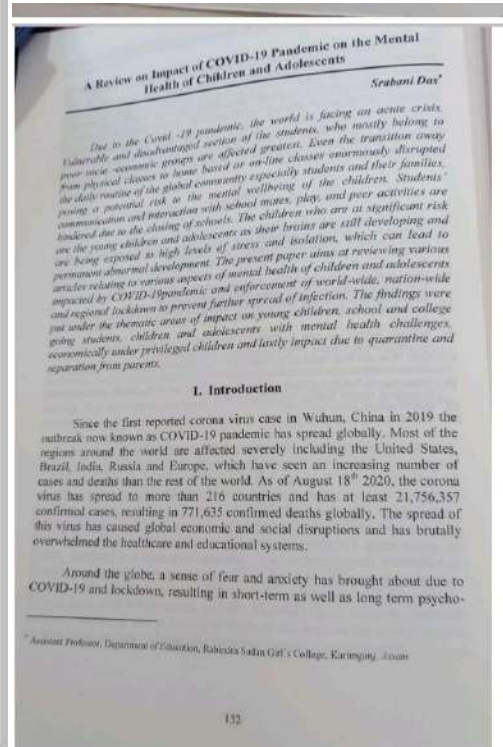 A Review on Impact of COVID-19 Pandemic on the Mental
Health of Children and Adolescents
Srabani Das*
Due to the Covid -19 pandemic, the world is facing an acute crisis.
Vulnerable and disadvantaged section of the students, who mostly belong to
poor socio -economic groups are affected greatest. Even the transition away
from physical classes to home based or on-line classes enormously disrupted
the daily routine of the global community especially students and their families,
posing a potential risk to the mental wellbeing of the children. Students'
communication and interaction with school mates, play, and peer activities are
hindered due to the closing of schools. The children who are at significant risk
are the young children and adolescents as their brains are still developing and
are being exposed to high levels of stress and isolation, which can lead to
permanent abnormal development. The present paper aims at reviewing various
articles relating to various aspects of mental health of children and adolescents
impacted by COVID-19pandemic and enforcement of world-wide, nation-wide
and regional lockdown to prevent further spread of infection. The findings were
put under the thematic areas of impact on young children, school and college
going students, children and adolescents with mental health challenges,
economically under privileged children and lastly impact due to quarantine and
separation from parents.
1. Introduction
Since the first reported corona virus case in Wuhun, China in 2019 the
outbreak now known as COVID-19 pandemic has spread globally. Most of the
regions around the world are affected severely including the United States,
Brazil, India, Russia and Europe, which have seen an increasing number of
cases and deaths than the rest of the world. As of August 18th 2020, the corona
virus has spread to more than 216 countries and has at least 21,756,357
confirmed cases, resulting in 771,635 confirmed deaths globally. The spread of
this virus has caused global economic and social disruptions and has brutally
overwhelmed the healthcare and educational systems.
Around the globe, a sense of fear and anxiety has brought about due to
COVID-19 and lockdown, resulting in short-term as well as long term psycho-
* Assistant Professor, Department of Education, Rabindra Sadan Girl's College, Karimganj, Assam
132